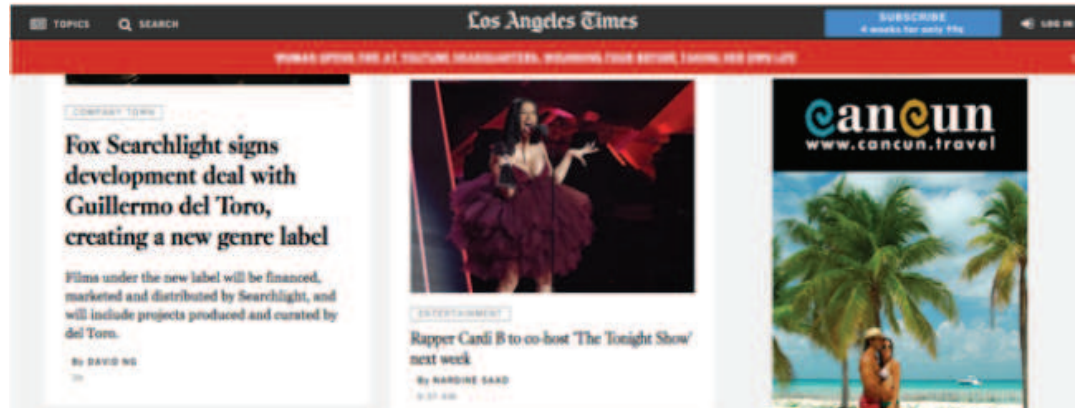 TOPICS
SEARCH
Los Angeles Times
SUBSCRIBE
4 weeks for only 99¢
LOG IN
WOMAN OPENS FIRE AT YOUTUBE HEADQUARTERS, WOUNDING FOUR BEFORE TAKING HER OWN LIFE
COMPANY TOWN
Fox Searchlight signs
development deal with
Guillermo del Toro,
creating a new genre label
Films under the new label will be financed,
marketed and distributed by Searchlight, and
will include projects produced and curated by
del Toro.
By DAVID NG
ENTERTAINMENT
Rapper Cardi B to co-host 'The Tonight Show'
next week
By NARDINE SAAD
cancun
www.cancun.travel